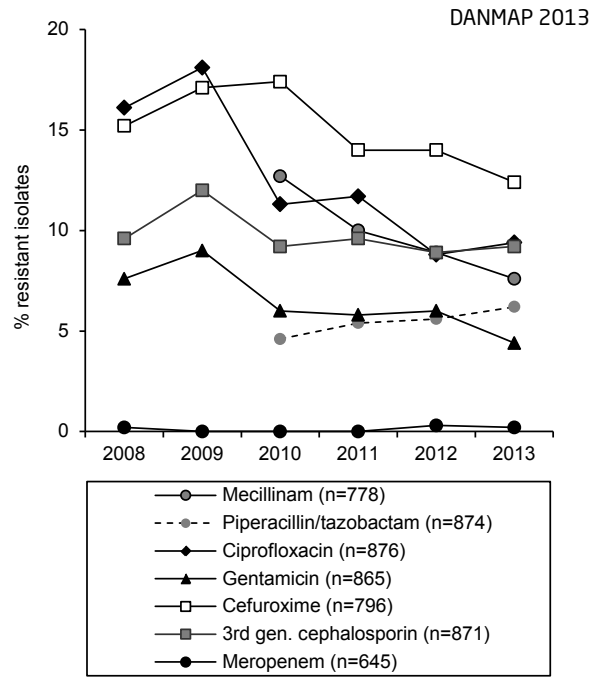 DANMAP 2013
20
15
10
5
0
% resistant isolates
2008 2009 2010 2011 2012 2013
Mecillinam (n=778)
Piperacillin/tazobactam (n=874)
Ciprofloxacin (n=876)
Gentamicin (n=865)
Cefuroxime (n=796)
3rd gen. cephalosporin (n=871)
Meropenem (n=645)